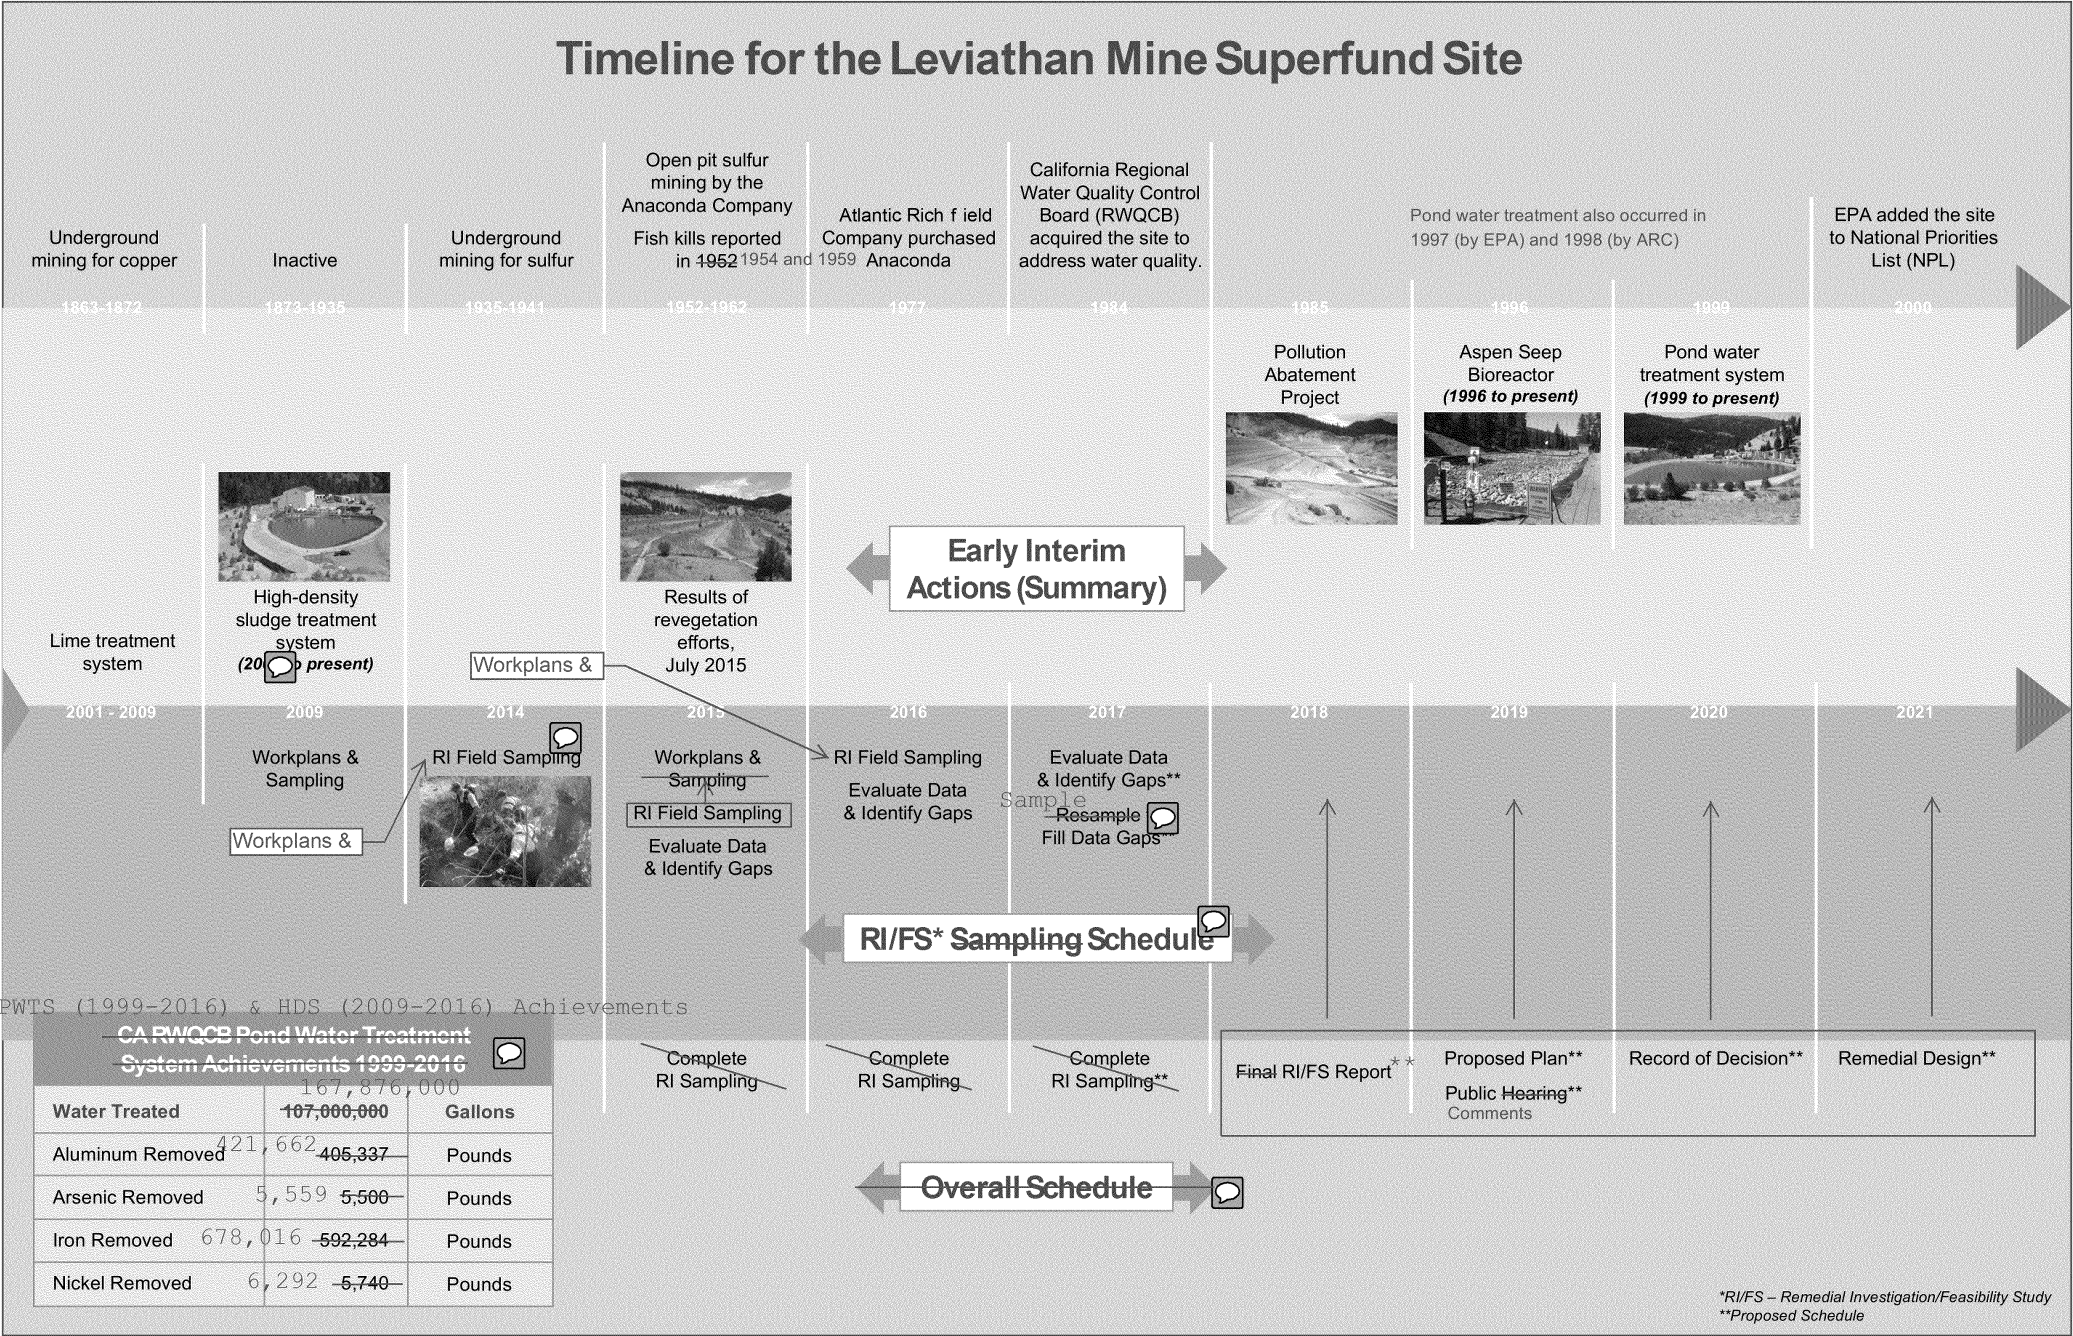 Timeline for the Leviathan Mine Superfund Site
Underground
mining for copper
1863-1872
Inactive
1873-1935
Underground
mining for sulfur
1935-1941
Open pit sulfur
mining by the
Anaconda Company
Fish kills reported
in 1952 1954 and 1959
1952-1962
Atlantic Rich f ield
Company purchased
Anaconda
1977
California Regional
Water Quality Control
Board (RWQCB)
acquired the site to
address water quality.
1984
1985
Pollution
Abatement
Project
Pond water treatment also occurred in
1997 (by EPA) and 1998 (by ARC)
1996
Aspen Seep
Bioreactor
(1996 to present)
1999
Pond water
treatment system
(1999 to present)
EPA added the site
to National Priorities
List (NPL)
2000
Early Interim
Actions (Summary)
Lime treatment
system
2001 - 2009
High-density
sludge treatment
system
present)
2009
Workplans &
Sampling
2014
Workplans &
RI Field Sampling
Results of
revegetation
efforts,
July 2015
2015
Workplans &
Sampling
RI Field Sampling
Evaluate Data
& Identify Gaps
Workplans &
2016
RI Field Sampling
Evaluate Data
& Identify Gaps
2017
Evaluate Data
& Identify Gaps**
Sample
Resample
Fill Data Gaps**
2018
2019
2020
2021
RI/FS* Sampling Schedule
PWTS (1999-2016) & HDS (2009-2016) Achievements
CA RWQCB Pond Water Treatment
System Achievements 1999-2016
167,876,000
Water Treated 107,000,000 Gallons
Aluminum Removed 421,662 405,337 Pounds
Arsenic Removed 5,559 5,500 Pounds
Iron Removed 678,016 592,284 Pounds
Nickel Removed 6,292 5,740 Pounds
Complete
RI Sampling
Complete
RI Sampling
Complete
RI Sampling**
Final RI/FS Report**
Proposed Plan**
Public Hearing**
Comments
Record of Decision**
Remedial Design**
Overall Schedule
*RI/FS – Remedial Investigation/Feasibility Study
**Proposed Schedule